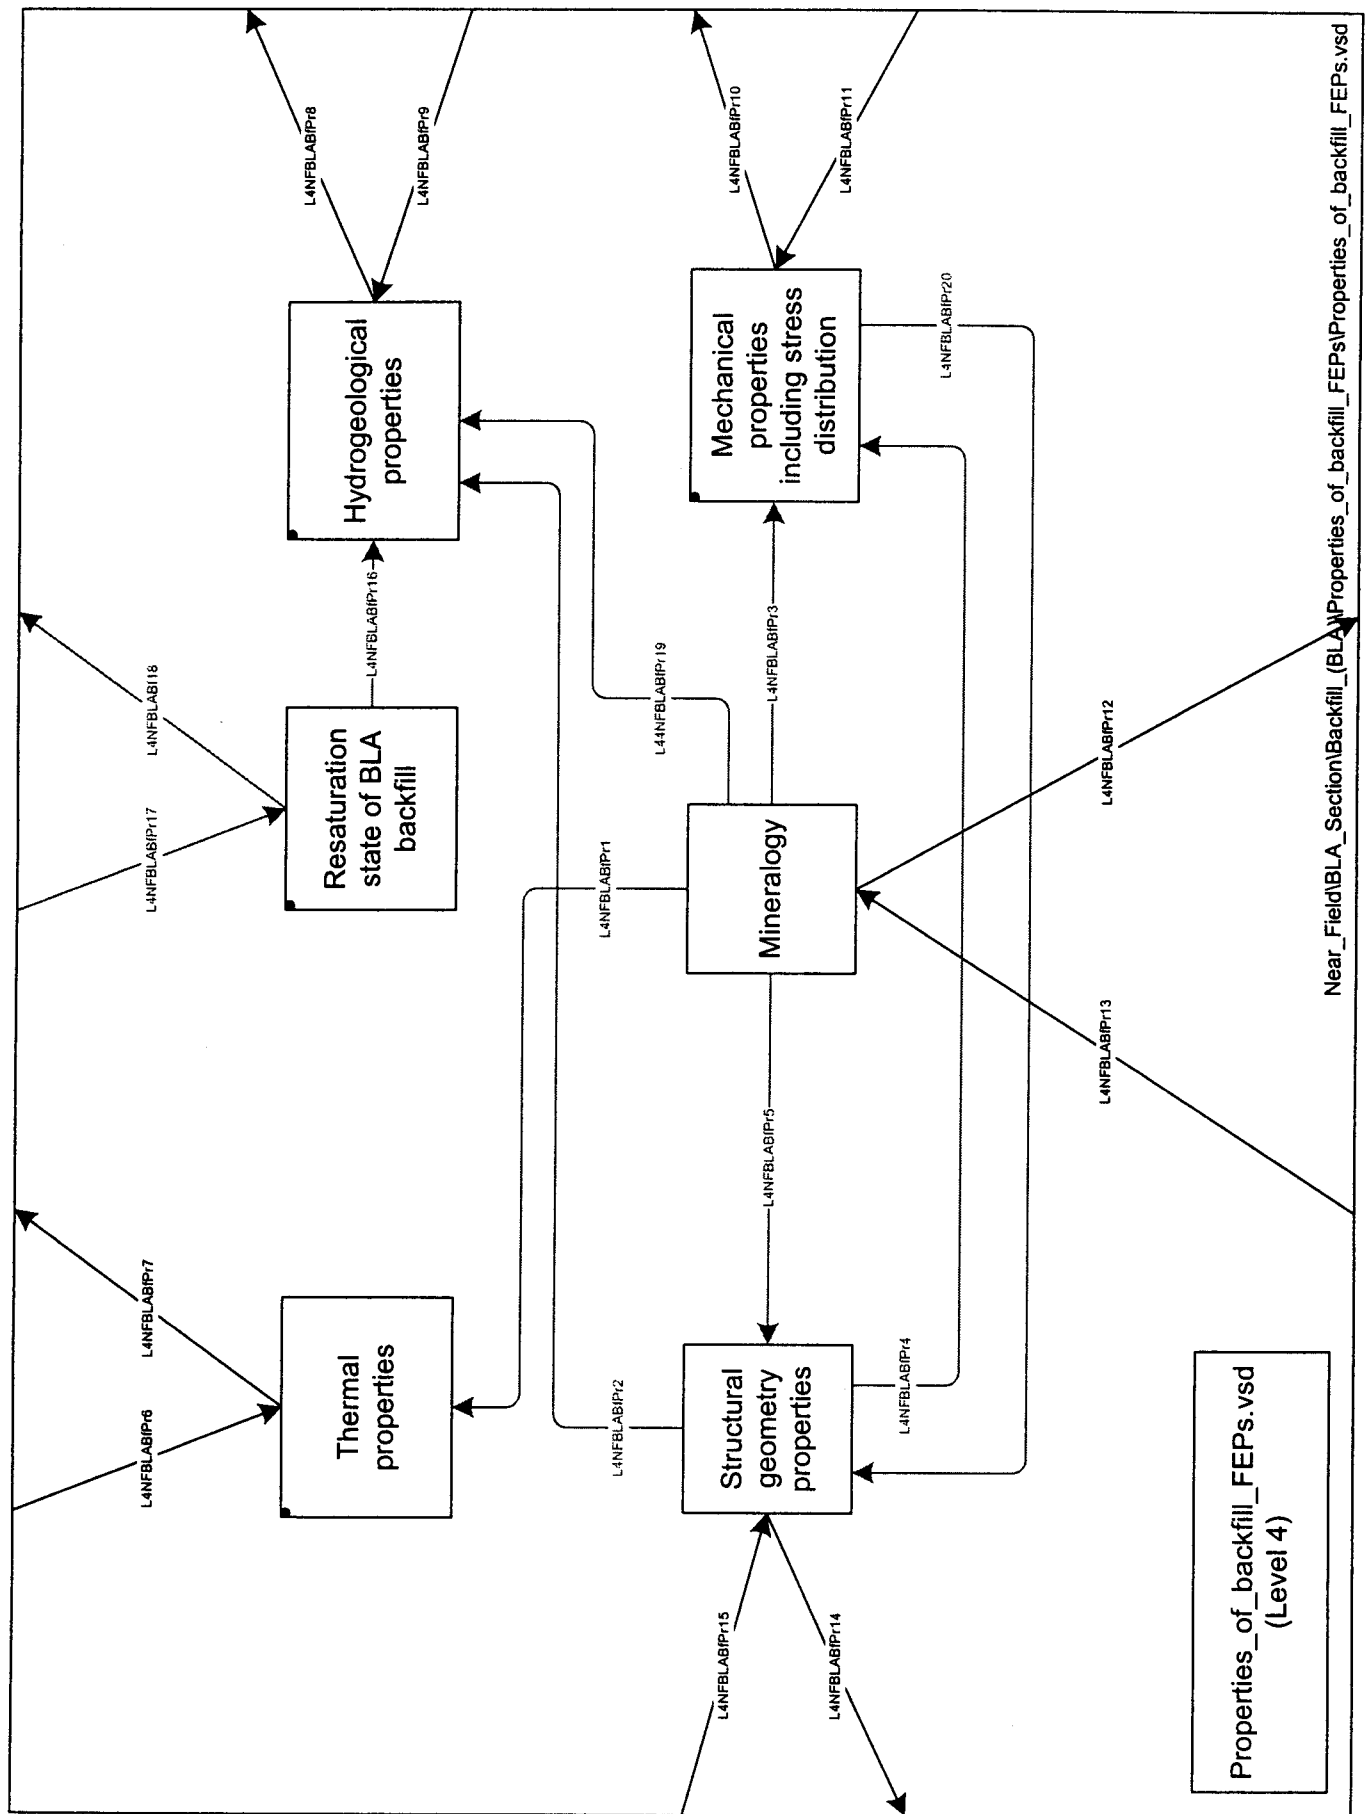 L4NFBLABfPr6
L4NFBLABfPr7
L4NFBLABfPr17
L4NFBLABf18
Thermal
properties
Resaturation
state of BLA
backfill
L4NFBLABfPr16
Hydrogeological
properties
L4NFBLABfPr8
L4NFBLABfPr9
L4NFBLABfPr2
L4NFBLABfPr1
L44NFBLABfPr19
L4NFBLABfPr15
L4NFBLABfPr14
Structural
geometry
properties
L4NFBLABfPr5
Mineralogy
L4NFBLABfPr3
Mechanical
properties
including stress
distribution
L4NFBLABfPr10
L4NFBLABfPr11
L4NFBLABfPr4
L4NFBLABfPr20
L4NFBLABfPr13
L4NFBLABfPr12
Properties_of_backfill_FEPs.vsd
(Level 4)
Near_Field\BLA_Section\Backfill_(BLA)\Properties_of_backfill_FEPs\Properties_of_backfill_FEPs.vsd